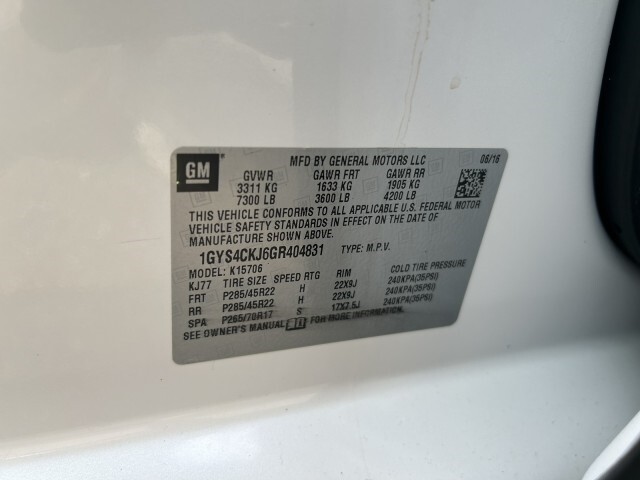 GM
MFD BY GENERAL MOTORS LLC 06/16
GVWR GAWR FRT GAWR RR
3311 KG 1633 KG 1905 KG
7300 LB 3600 LB 4200 LB
THIS VEHICLE CONFORMS TO ALL APPLICABLE U.S. FEDERAL MOTOR
VEHICLE SAFETY STANDARDS IN EFFECT ON THE DATE OF
MANUFACTURE SHOWN ABOVE.
1GYS4CKJ6GR404831 TYPE: M.P.V.
MODEL: K15706
KJ77 TIRE SIZE SPEED RTG RIM COLD TIRE PRESSURE
FRT P285/45R22 H 22X9J 240KPA(35PSI)
RR P285/45R22 H 22X9J 240KPA(35PSI)
SPA P265/70R17 S 17X7.5J 240KPA(35PSI)
SEE OWNER'S MANUAL FOR MORE INFORMATION.